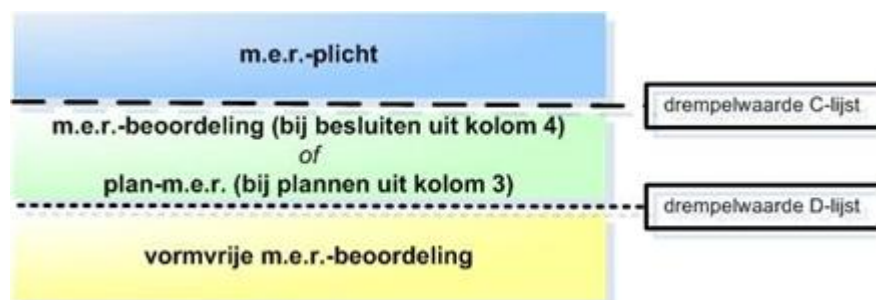 m.e.r.-plicht
drempelwaarde C-lijst
m.e.r.-beoordeling (bij besluiten uit kolom 4)
of
plan-m.e.r. (bij plannen uit kolom 3)
drempelwaarde D-lijst
vormvrije m.e.r.-beoordeling